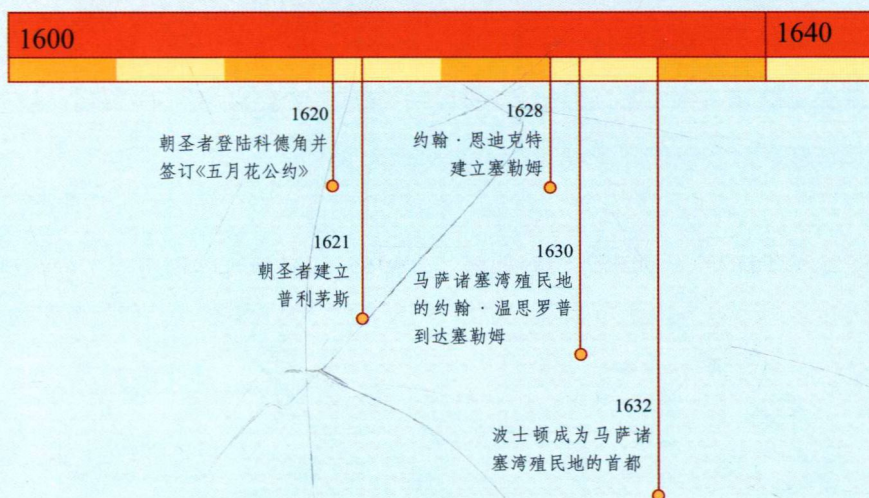 1600
1640
1620
朝圣者登陆科德角并
签订《五月花公约》
1621
朝圣者建立
普利茅斯
1628
约翰·恩迪克特
建立塞勒姆
1630
马萨诸塞湾殖民地
的约翰·温思罗普
到达塞勒姆
1632
波士顿成为马萨诸
塞湾殖民地的首都